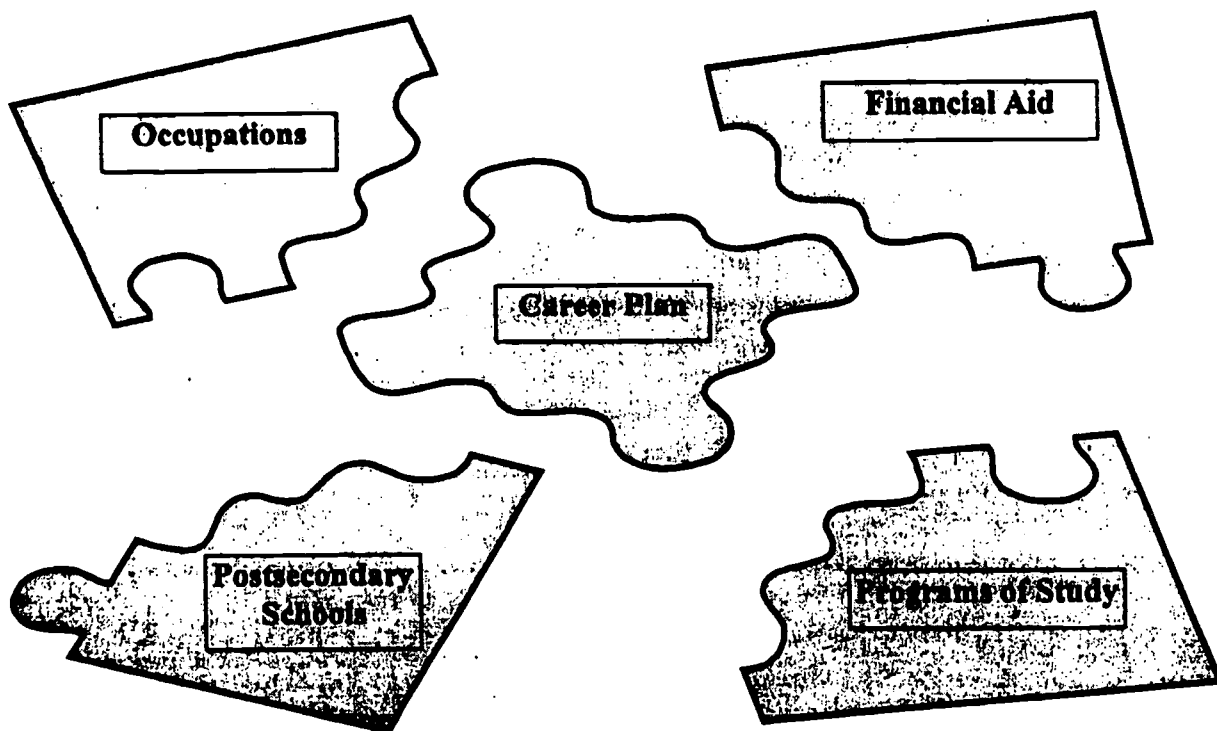 Occupations
Financial Aid
Career Plan
Postsecondary
Schools
Programs of Study